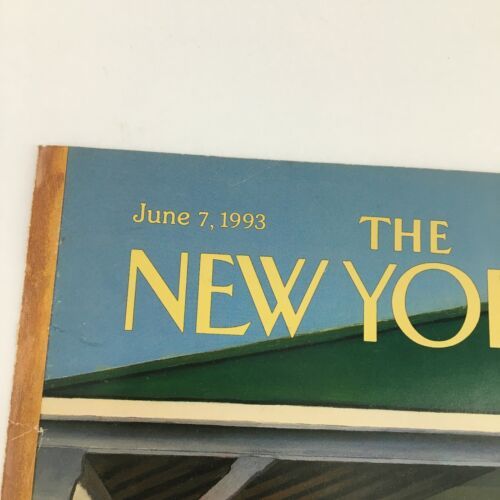 June 7, 1993
THE
NEW YO